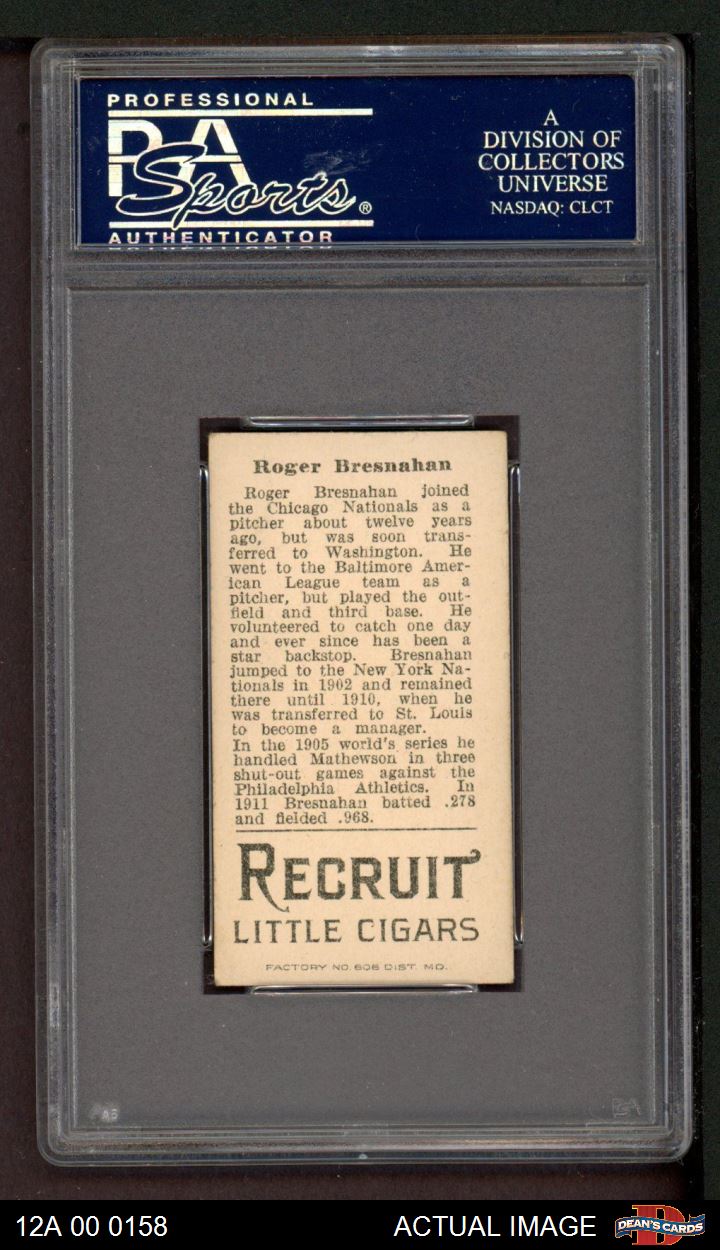 PROFESSIONAL
PSA
Sports®
AUTHENTICATOR
A
DIVISION OF
COLLECTORS
UNIVERSE
NASDAQ: CLCT
Roger Bresnahan
Roger Bresnahan joined
the Chicago Nationals as a
pitcher about twelve years
ago, but was soon trans-
ferred to Washington. He
went to the Baltimore Amer-
ican League team as a
pitcher, but played the out-
field and third base. He
volunteered to catch one day
and ever since has been a
star backstop. Bresnahan
jumped to the New York Na-
tionals in 1902 and remained
there until 1910, when he
was transferred to St. Louis
to become a manager.
In the 1905 world's series he
handled Mathewson in three
shut-out games against the
Philadelphia Athletics. In
1911 Bresnahan batted .278
and fielded .968.
RECRUIT
LITTLE CIGARS
FACTORY NO. 606 DIST. MD.
12A 00 0158
ACTUAL IMAGE
DEAN'S CARDS